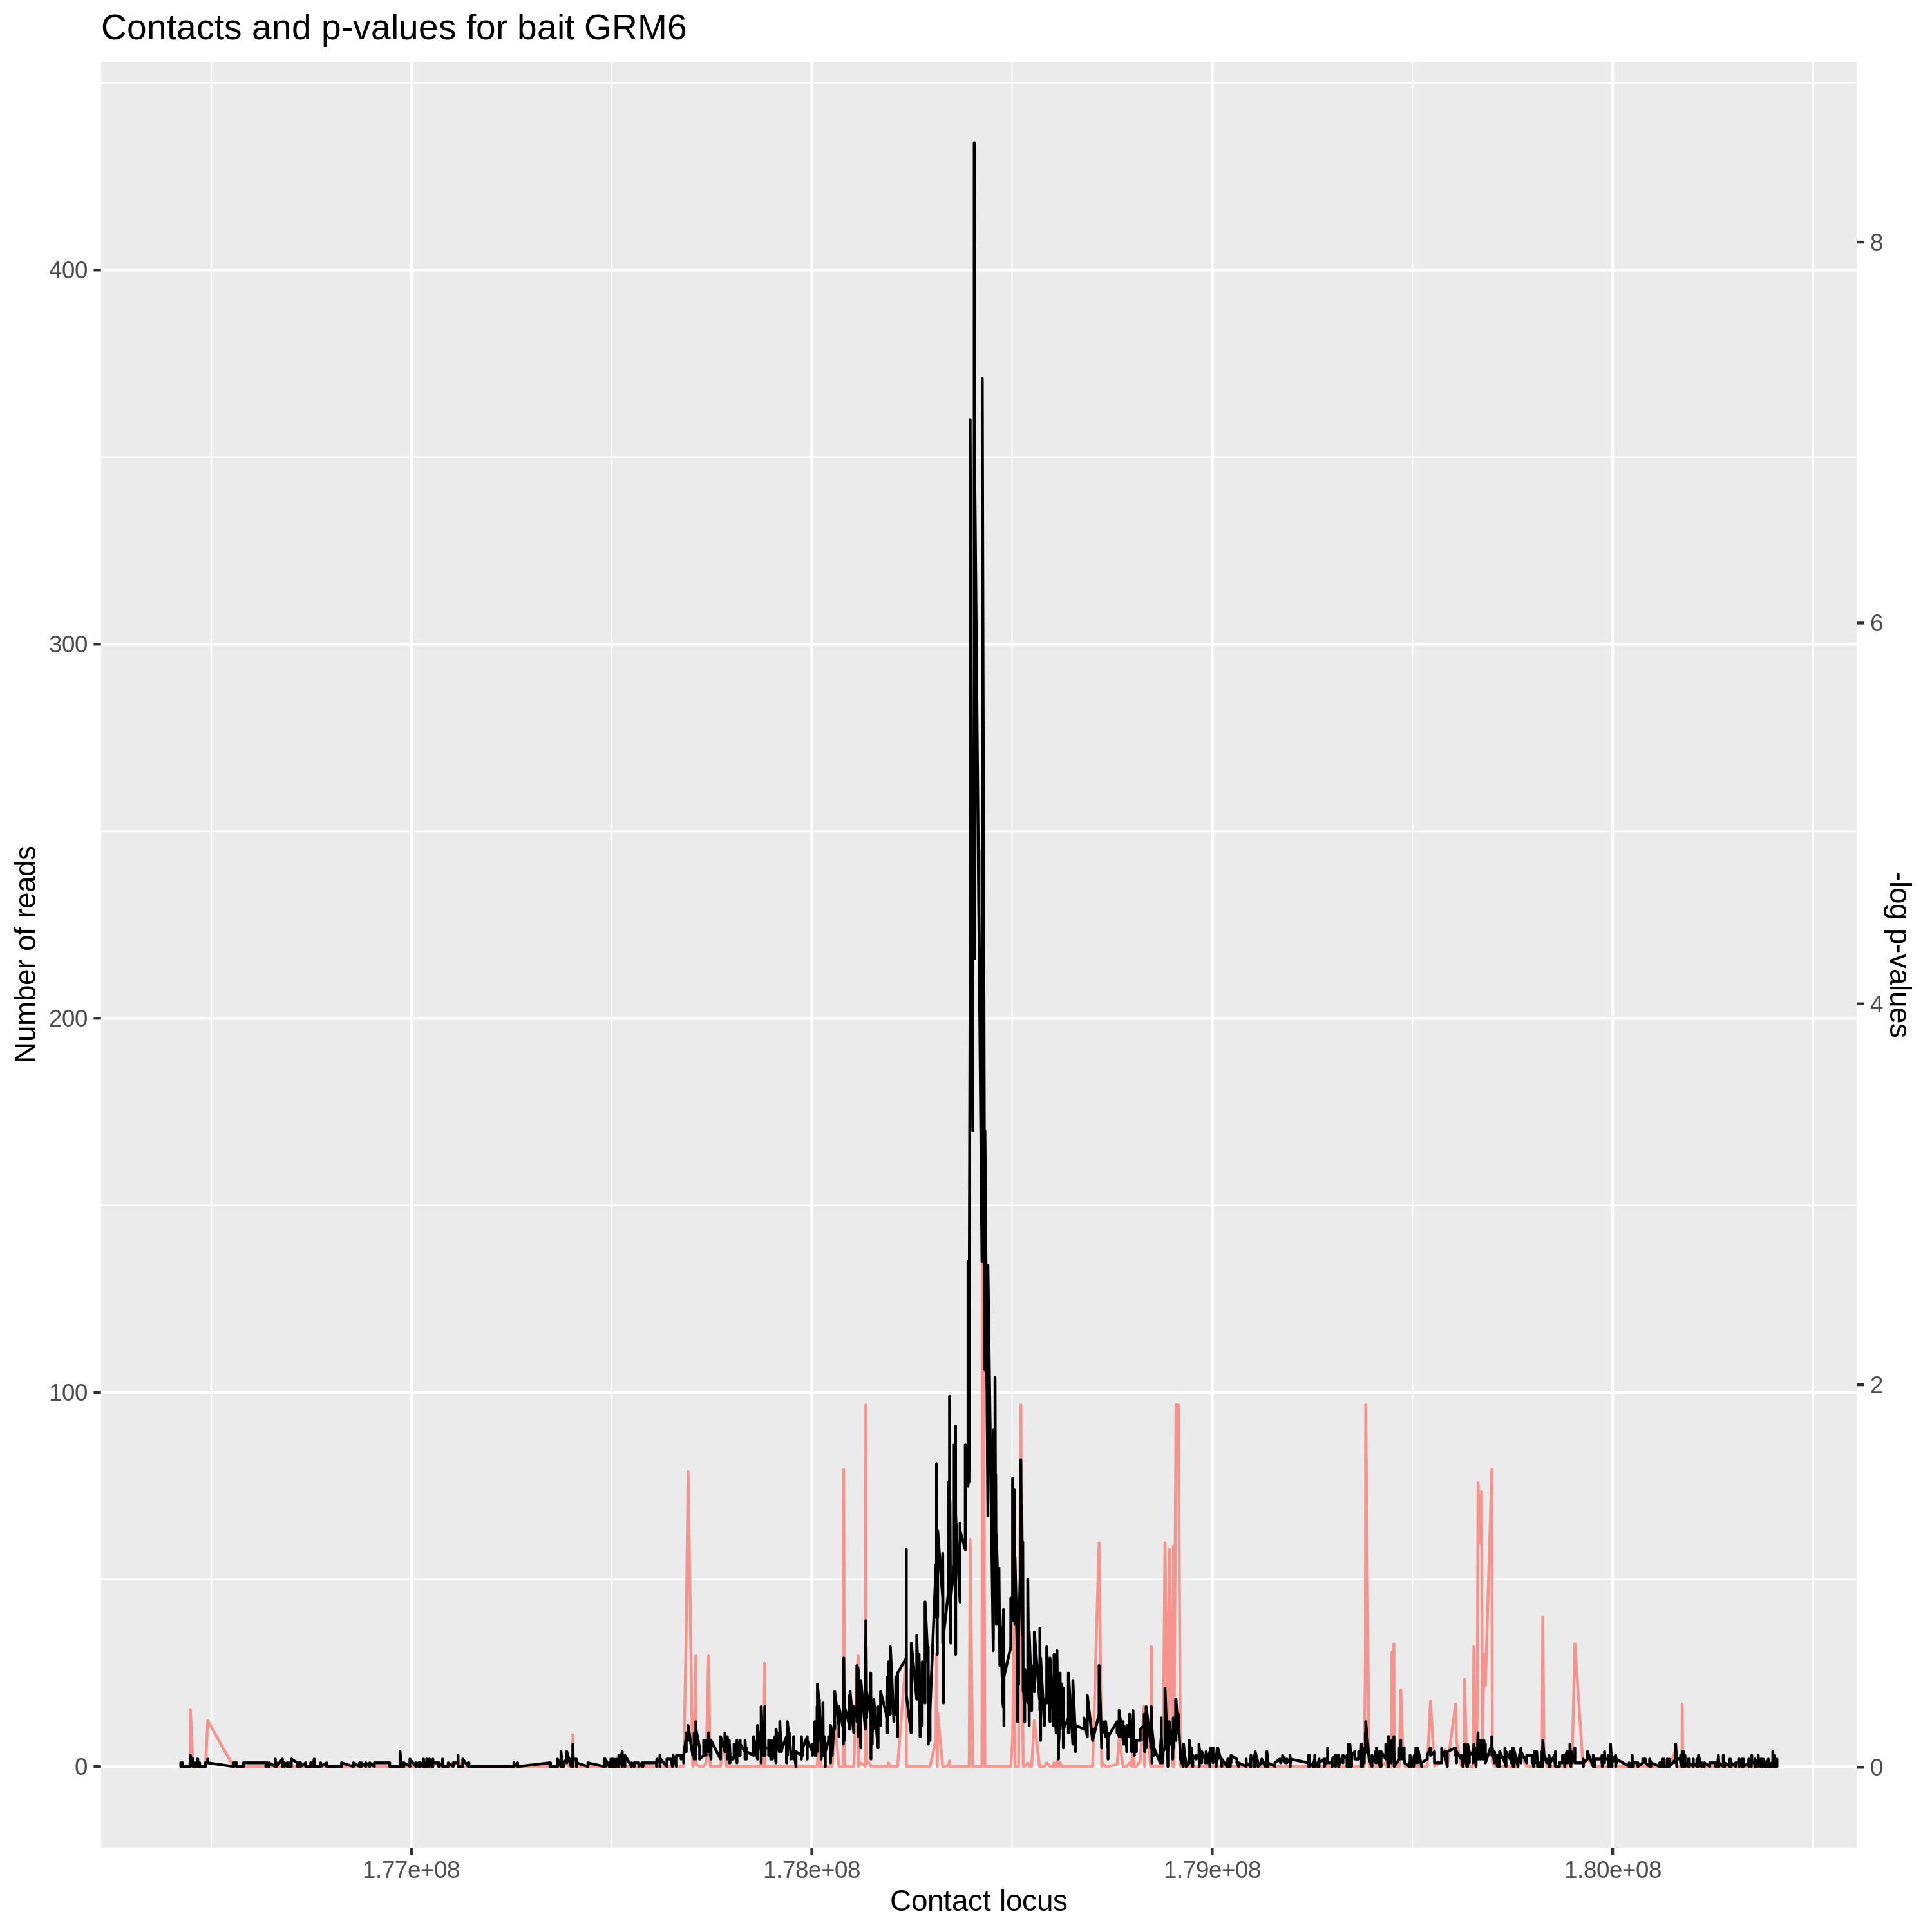 Contacts and p-values for bait GRM6
400
300
200
100
0
Number of reads
8
6
4
2
0
-log p-values
1.77e+08
1.78e+08
1.79e+08
1.80e+08
Contact locus